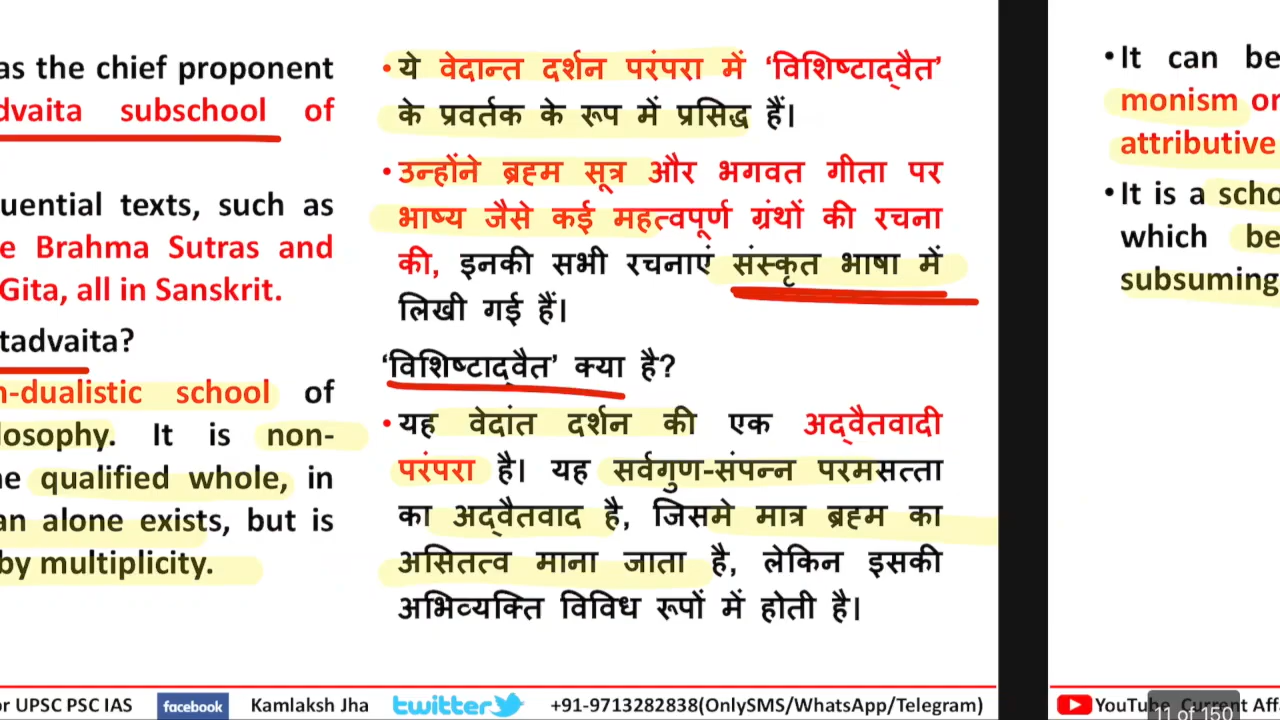 as the chief proponent
dvaita subschool of
uential texts, such as
e Brahma Sutras and
Gita, all in Sanskrit.
tadvaita?
n-dualistic school of
losophy. It is non-
ne qualified whole, in
an alone exists, but is
by multiplicity.
•ये वेदान्त दर्शन परंपरा में ‘विशिष्टाद्वैत’
के प्रवर्तक के रूप में प्रसिद्ध हैं।
•उन्होंने ब्रह्म सूत्र और भगवत गीता पर
भाष्य जैसे कई महत्वपूर्ण ग्रंथों की रचना
की, इनकी सभी रचनाएं संस्कृत भाषा में
लिखी गई हैं।
‘विशिष्टाद्वैत’ क्या है?
•यह वेदांत दर्शन की एक अद्वैतवादी
परंपरा है। यह सर्वगुण-संपन्न परमसत्ता
का अद्वैतवाद है, जिसमे मात्र ब्रह्म का
असितत्व माना जाता है, लेकिन इसकी
अभिव्यक्ति विविध रूपों में होती है।
•It can be
monism or
attributive
•It is a scho
which be
subsuming
or UPSC PSC IAS facebook Kamlaksh Jha twitter +91-9713282838(OnlySMS/WhatsApp/Telegram)
YouTube Current Aff
11 of 150